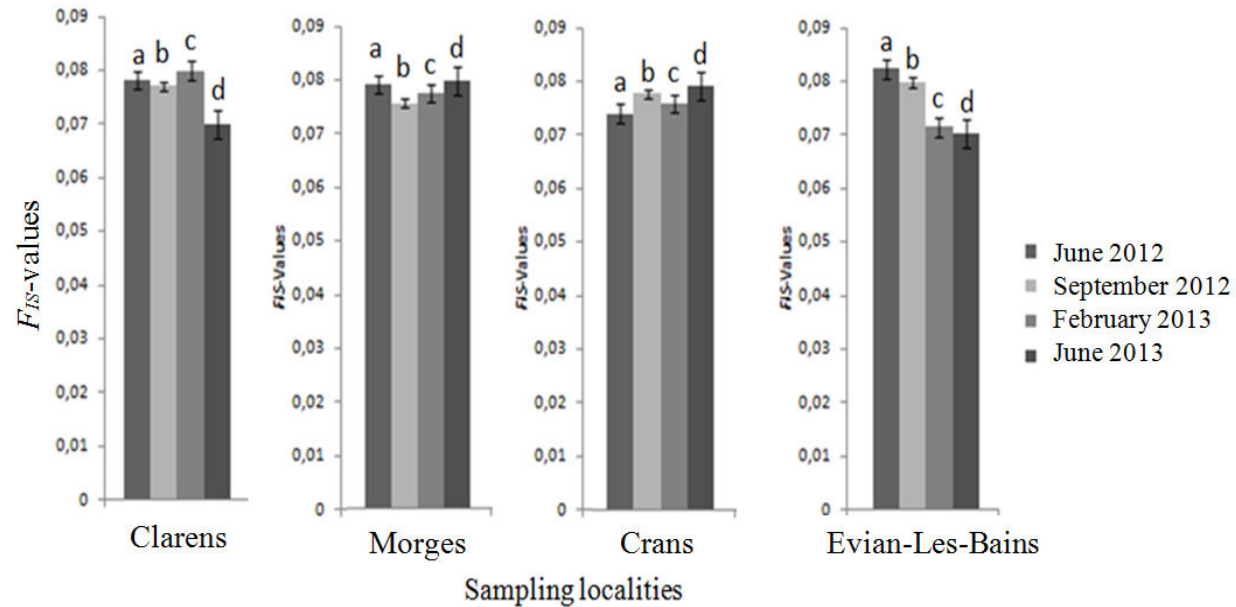 FIS-values
0,09
0,08
0,07
0,06
0,05
0,04
0,03
0,02
0,01
0
a b c d
Clarens
FIS-Values
0,09
0,08
0,07
0,06
0,05
0,04
0,03
0,02
0,01
0
a b c d
Morges
FIS-Values
0,09
0,08
0,07
0,06
0,05
0,04
0,03
0,02
0,01
0
a b c d
Crans
FIS-Values
0,09
0,08
0,07
0,06
0,05
0,04
0,03
0,02
0,01
0
a b c d
Evian-Les-Bains
June 2012
September 2012
February 2013
June 2013
Sampling localities